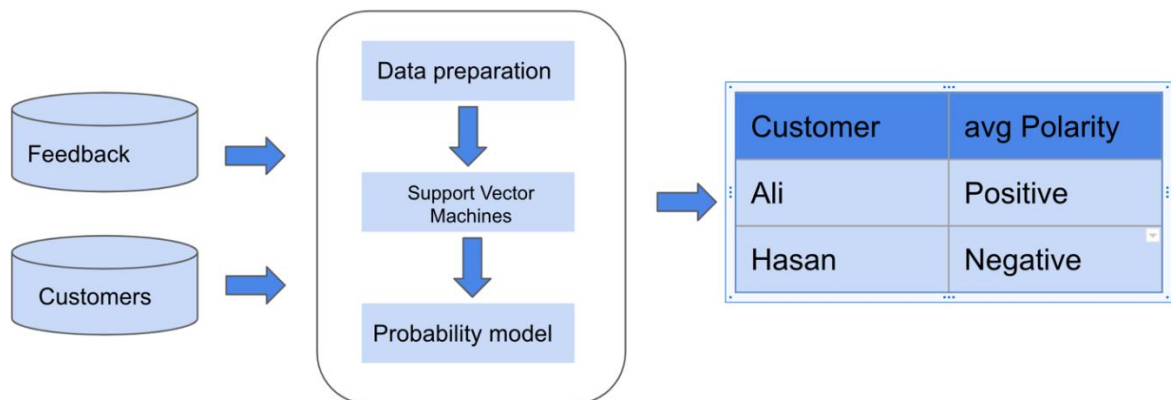 Feedback
Customers
Data preparation
Support Vector
Machines
Probability model
Customer avg Polarity
Ali Positive
Hasan Negative